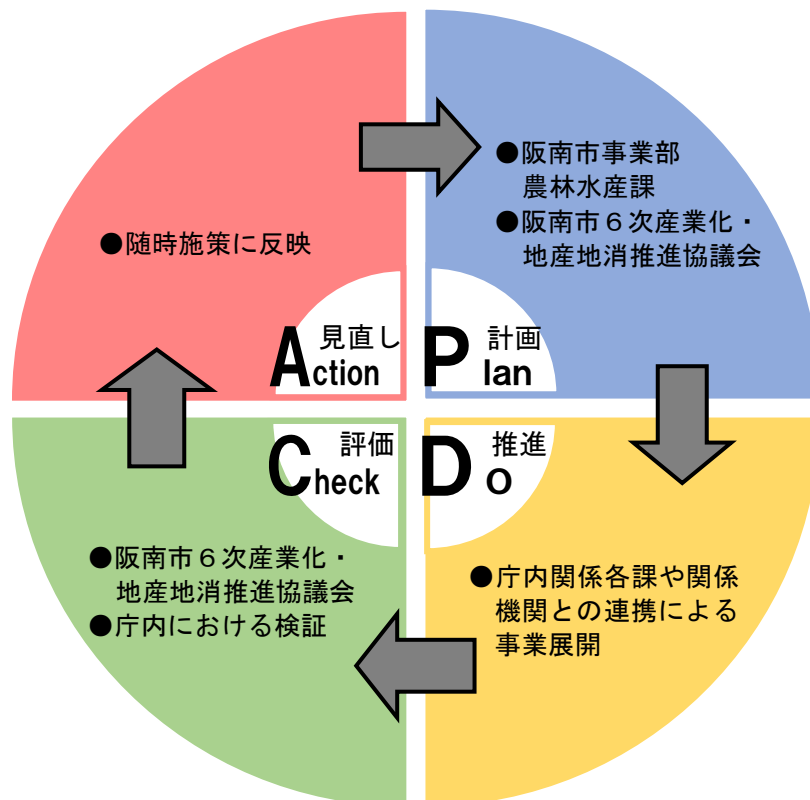 ●阪南市事業部
農林水産課
●阪南市６次産業化・
地産地消推進協議会
計画
Plan
●庁内関係各課や関係
機関との連携による
事業展開
推進
Do
●阪南市６次産業化・
地産地消推進協議会
●庁内における検証
評価
Check
●随時施策に反映
見直し
Action